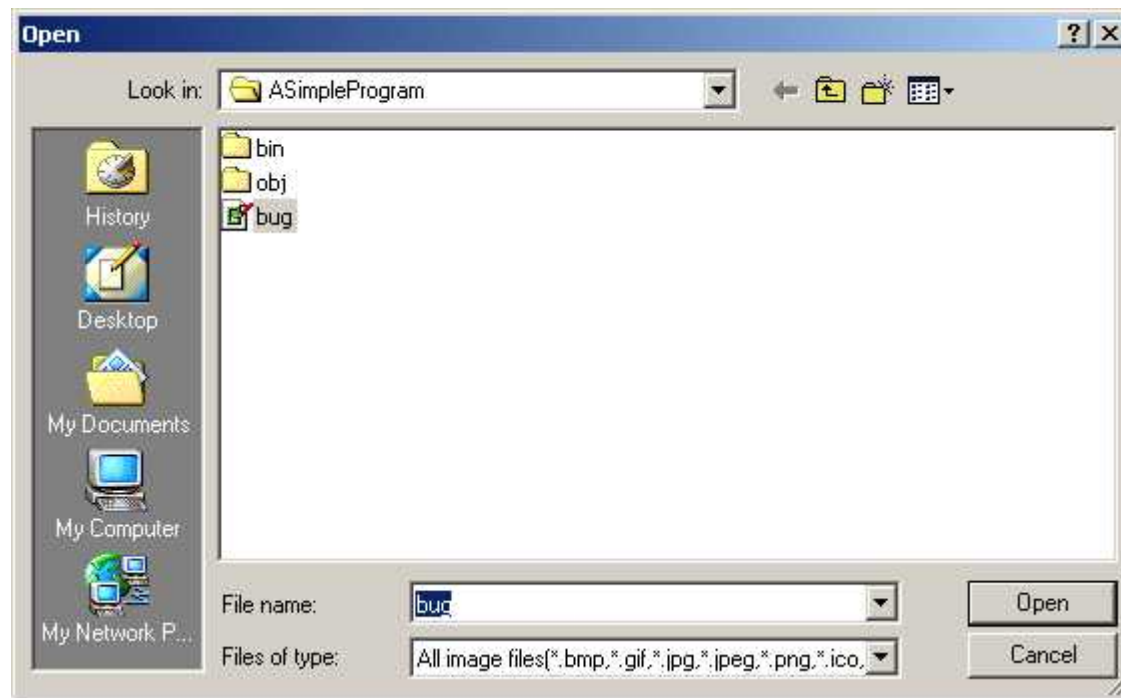 Open
Look in:
ASimpleProgram
bin
obj
bug
History
Desktop
My Documents
My Computer
My Network P...
File name:
bug
Open
Files of type:
All image files(*.bmp,*.gif,*.jpg,*.jpeg,*.png,*.ico,
Cancel